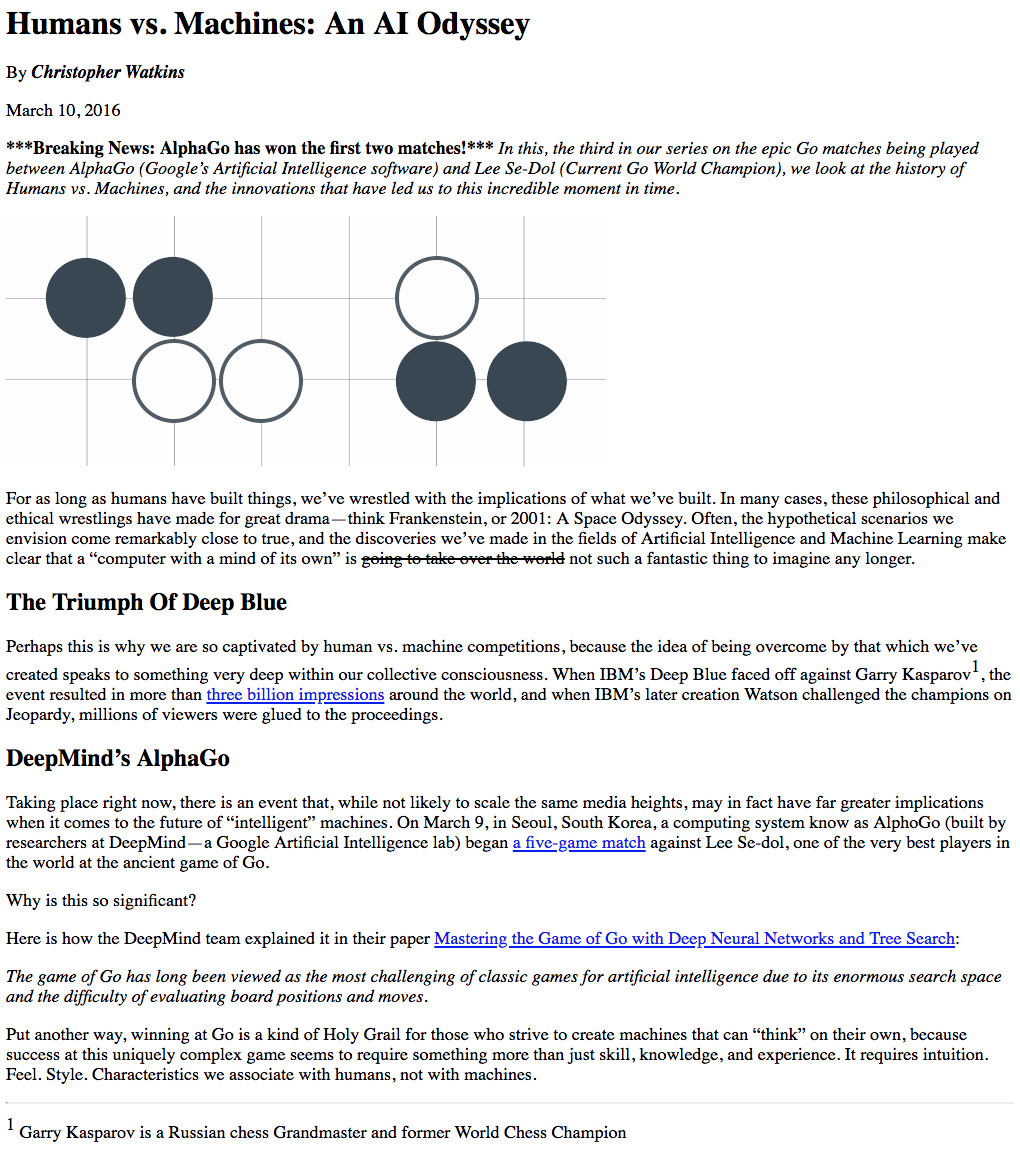 Humans vs. Machines: An AI Odyssey
By Christopher Watkins
March 10, 2016
***Breaking News: AlphaGo has won the first two matches!*** In this, the third in our series on the epic Go matches being played
between AlphaGo (Google’s Artificial Intelligence software) and Lee Se-Dol (Current Go World Champion), we look at the history of
Humans vs. Machines, and the innovations that have led us to this incredible moment in time.
For as long as humans have built things, we’ve wrestled with the implications of what we’ve built. In many cases, these philosophical and
ethical wrestlings have made for great drama—think Frankenstein, or 2001: A Space Odyssey. Often, the hypothetical scenarios we
envision come remarkably close to true, and the discoveries we’ve made in the fields of Artificial Intelligence and Machine Learning make
clear that a “computer with a mind of its own” is going to take over the world not such a fantastic thing to imagine any longer.
The Triumph Of Deep Blue
Perhaps this is why we are so captivated by human vs. machine competitions, because the idea of being overcome by that which we’ve
created speaks to something very deep within our collective consciousness. When IBM’s Deep Blue faced off against Garry Kasparov1, the
event resulted in more than three billion impressions around the world, and when IBM’s later creation Watson challenged the champions on
Jeopardy, millions of viewers were glued to the proceedings.
DeepMind’s AlphaGo
Taking place right now, there is an event that, while not likely to scale the same media heights, may in fact have far greater implications
when it comes to the future of “intelligent” machines. On March 9, in Seoul, South Korea, a computing system know as AlphoGo (built by
researchers at DeepMind—a Google Artificial Intelligence lab) began a five-game match against Lee Se-dol, one of the very best players in
the world at the ancient game of Go.
Why is this so significant?
Here is how the DeepMind team explained it in their paper Mastering the Game of Go with Deep Neural Networks and Tree Search:
The game of Go has long been viewed as the most challenging of classic games for artificial intelligence due to its enormous search space
and the difficulty of evaluating board positions and moves.
Put another way, winning at Go is a kind of Holy Grail for those who strive to create machines that can “think” on their own, because
success at this uniquely complex game seems to require something more than just skill, knowledge, and experience. It requires intuition.
Feel. Style. Characteristics we associate with humans, not with machines.
1 Garry Kasparov is a Russian chess Grandmaster and former World Chess Champion